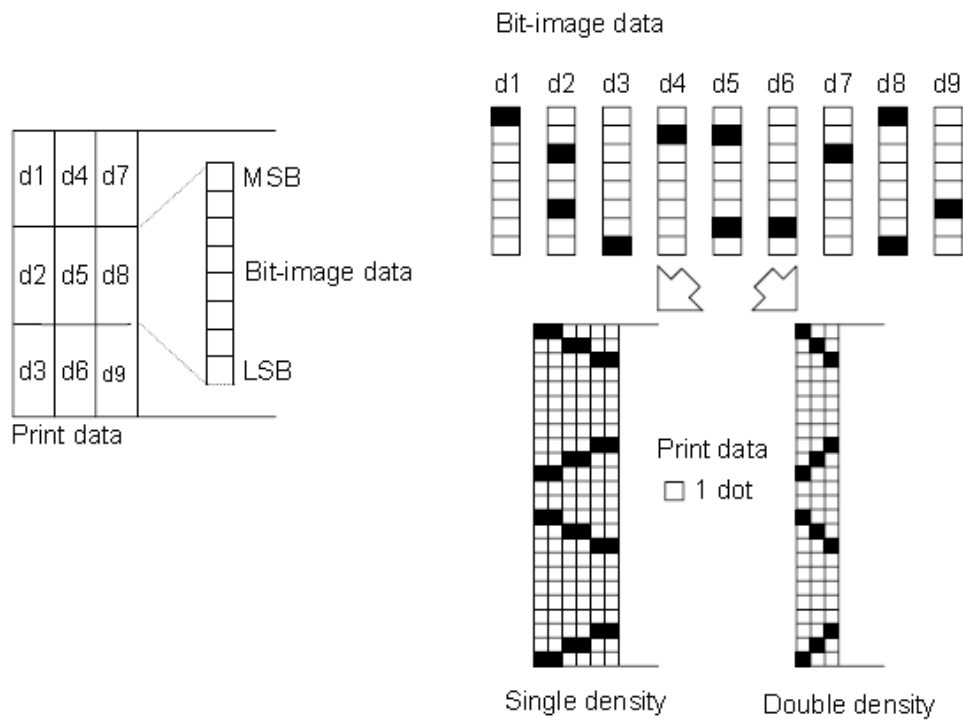 Bit-image data
d1 d2 d3 d4 d5 d6 d7 d8 d9
d1 d4 d7
MSB
d2 d5 d8
Bit-image data
d3 d6 d9
LSB
Print data
Print data
1 dot
Single density
Double density